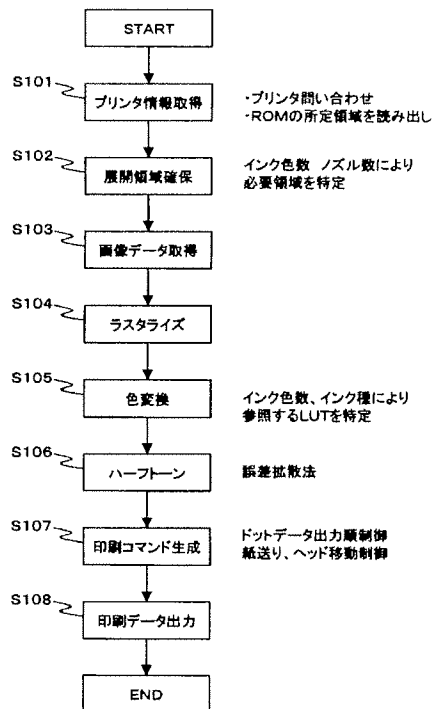 START
S101
プリンタ情報取得
・プリンタ問い合わせ
・ROMの所定領域を読み出し
S102
展開領域確保
インク色数 ノズル数により
必要領域を特定
S103
画像データ取得
S104
ラスタライズ
S105
色変換
インク色数、インク種により
参照するLUTを特定
S106
ハーフトーン
誤差拡散法
S107
印刷コマンド生成
ドットデータ出力順制御
紙送り、ヘッド移動制御
S108
印刷データ出力
END